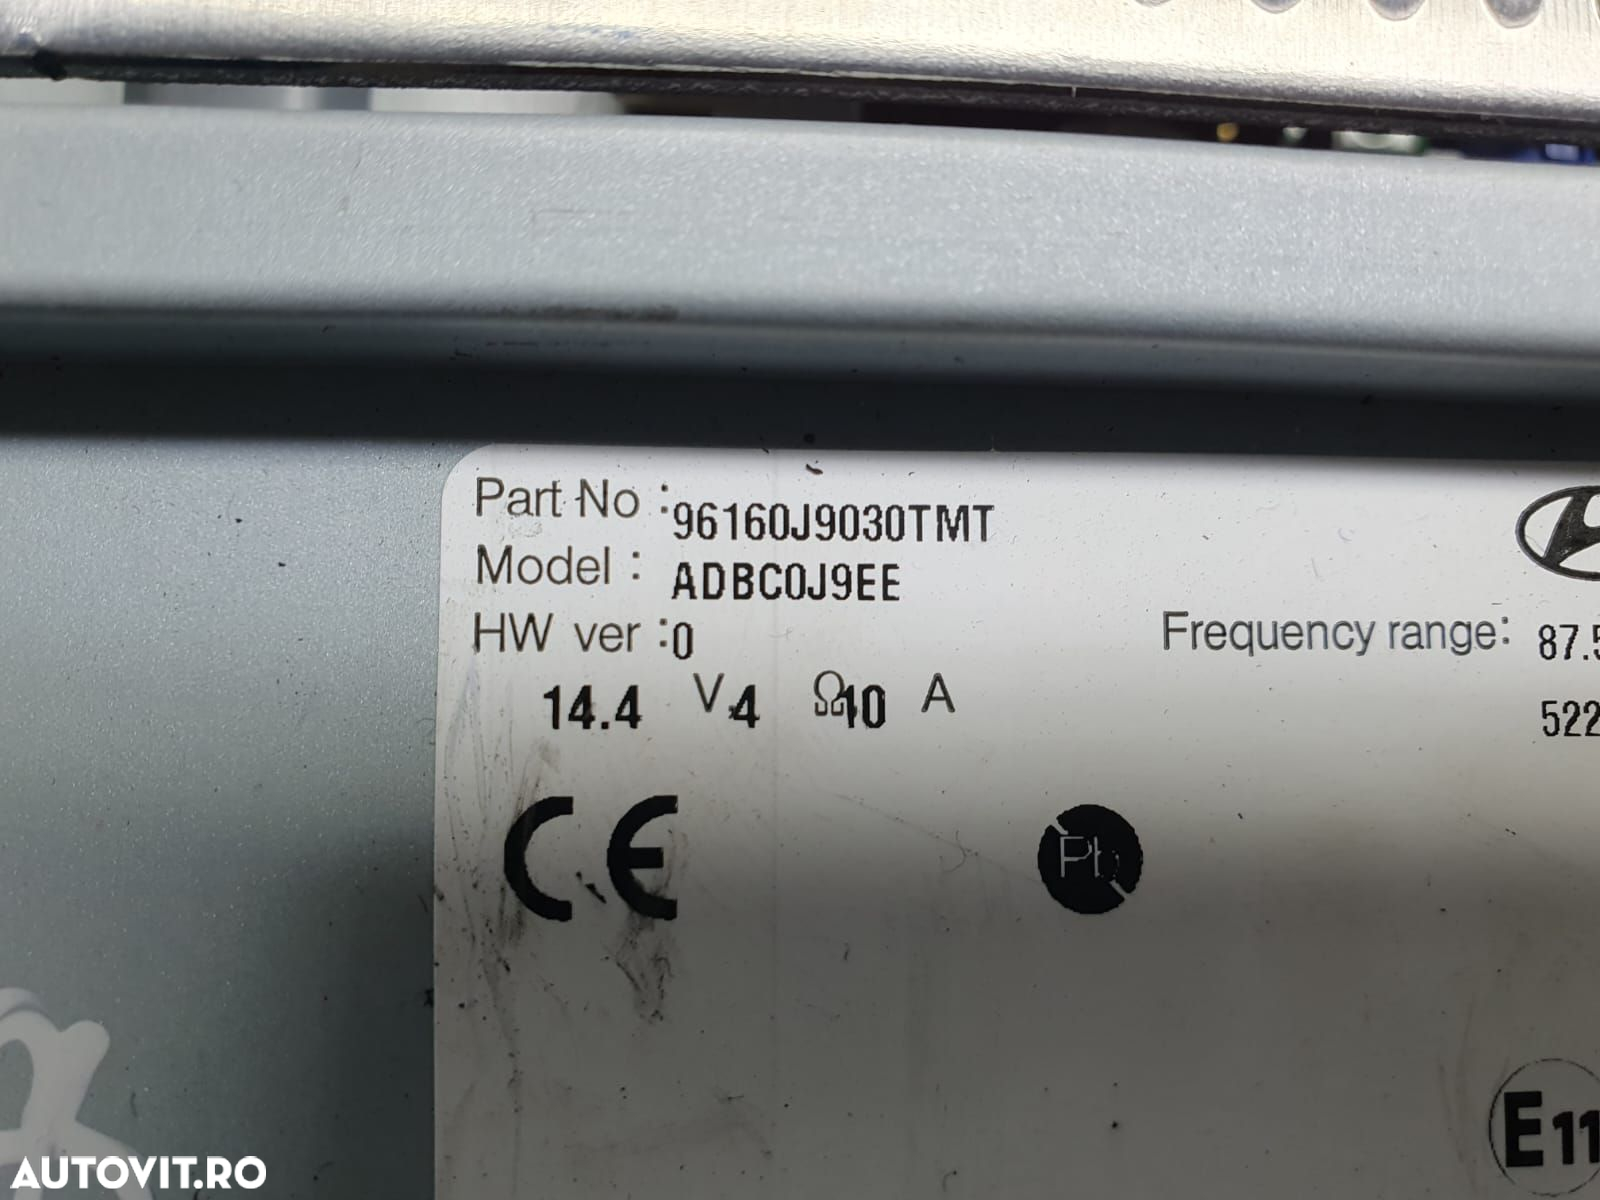 Part No : 96160J9030TMT
Model : ADBC0J9EE
HW ver : 0
Frequency range: 87.5
14.4 V 4 Ω 10 A
522
CE
Pb
E11
AUTOVIT.RO